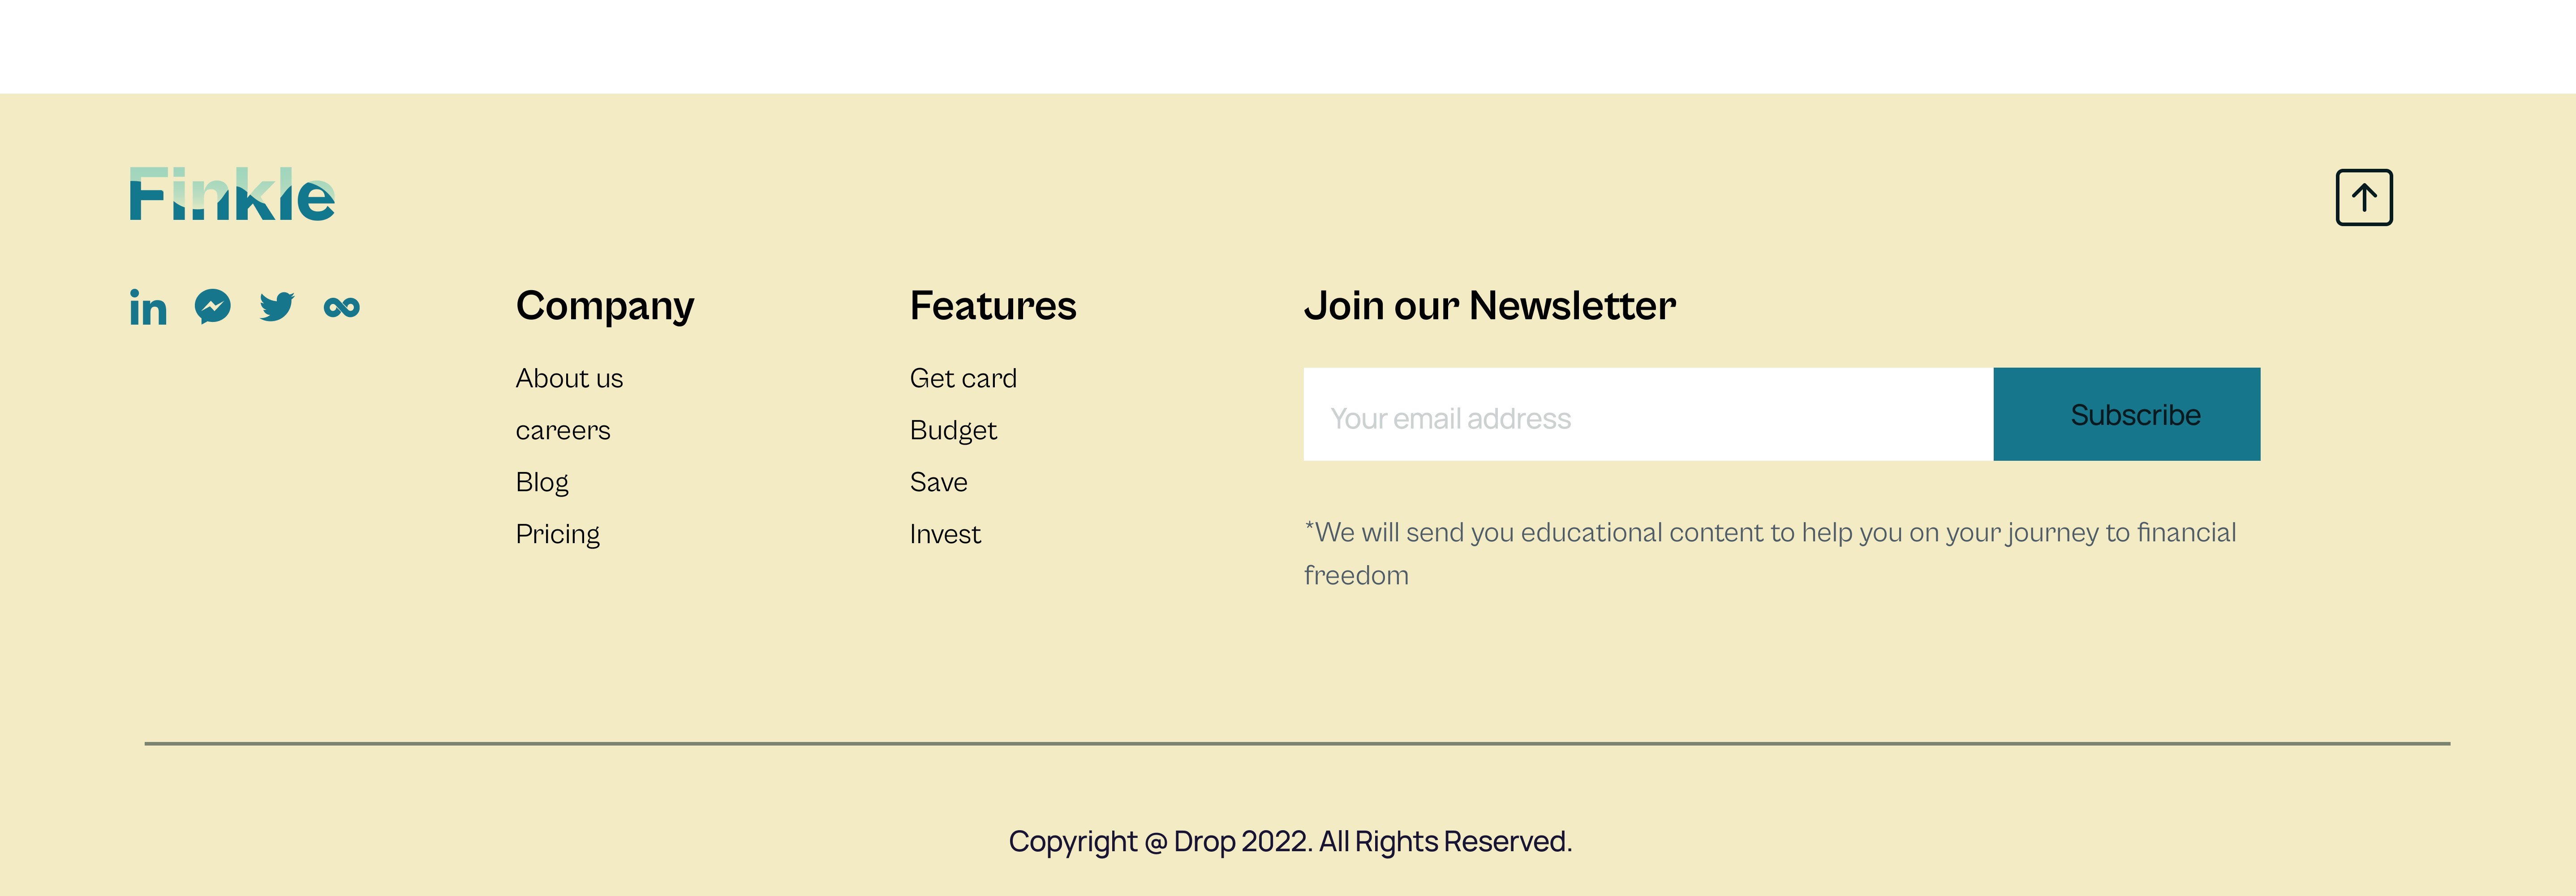 Finkle
Company
About us
careers
Blog
Pricing
Features
Get card
Budget
Save
Invest
Join our Newsletter
Your email address
Subscribe
*We will send you educational content to help you on your journey to financial
freedom
Copyright @ Drop 2022. All Rights Reserved.